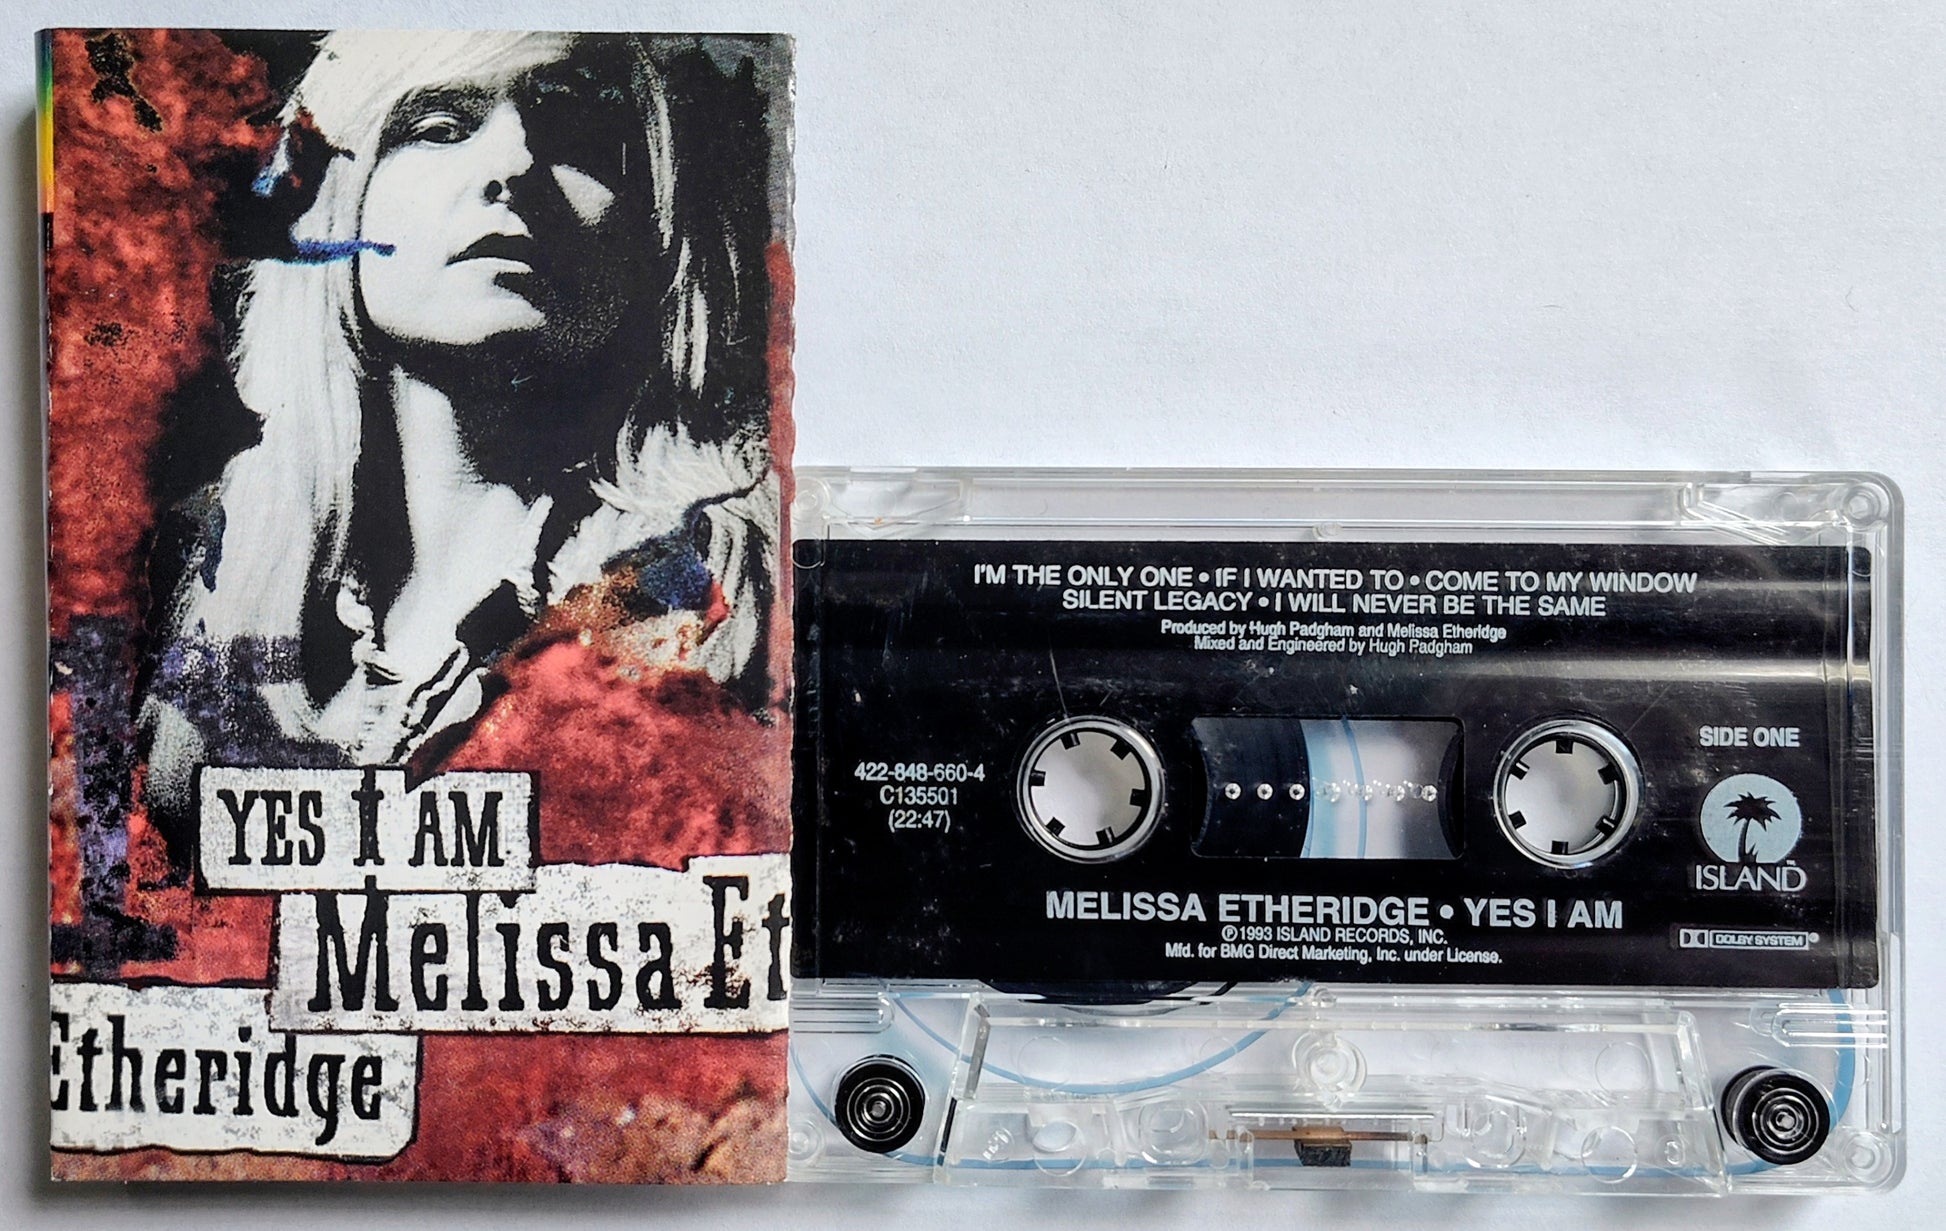 YES I AM
Melissa Et
Etheridge
I'M THE ONLY ONE • IF I WANTED TO • COME TO MY WINDOW
SILENT LEGACY • I WILL NEVER BE THE SAME
Produced by Hugh Padgham and Melissa Etheridge
Mixed and Engineered by Hugh Padgham
422-848-660-4
C135501
(22:47)
SIDE ONE
ISLAND™
MELISSA ETHERIDGE • YES I AM
℗1993 ISLAND RECORDS, INC.
Mfd. for BMG Direct Marketing, Inc. under License.
DOLBY SYSTEM®